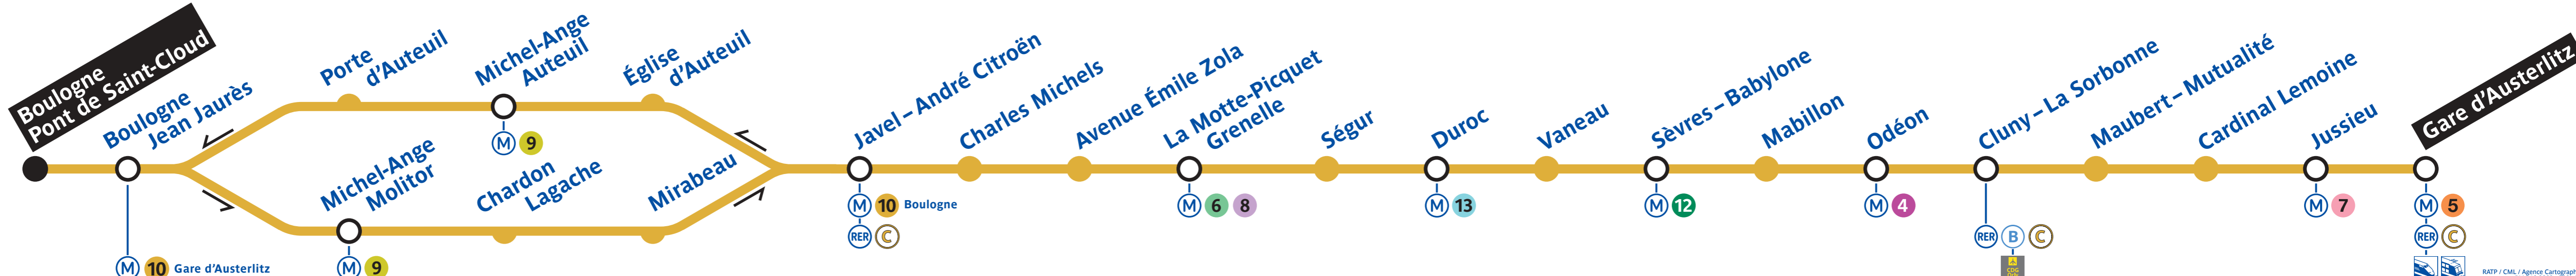 Boulogne
Pont de Saint-Cloud
Boulogne
Jean Jaurès
M 10 Gare d'Austerlitz
Porte
d'Auteuil
Michel-Ange
Auteuil
M 9
Église
d'Auteuil
Michel-Ange
Molitor
M 9
Chardon
Lagache
Mirabeau
Javel – André Citroën
M 10 Boulogne
RER C
Charles Michels
Avenue Émile Zola
La Motte-Picquet
Grenelle
M 6 8
Ségur
Duroc
M 13
Vaneau
Sèvres – Babylone
M 12
Mabillon
Odéon
M 4
Cluny – La Sorbonne
RER B C
CDG
Maubert – Mutualité
Cardinal Lemoine
Jussieu
M 7
Gare d'Austerlitz
M 5
RER C
RATP / CML / Agence Cartograph